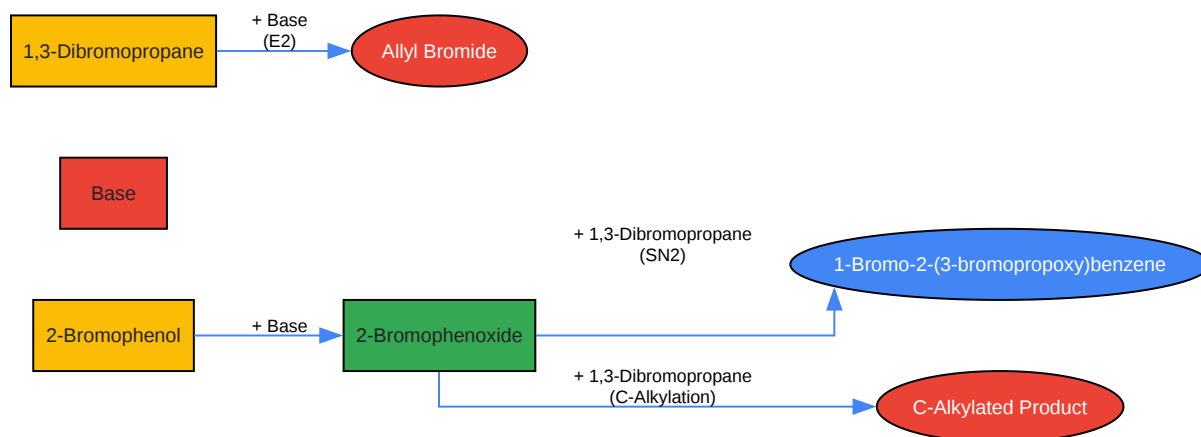 + Base
(E2)
1,3-Dibromopropane
Allyl Bromide
Base
+ 1,3-Dibromopropane
(SN2)
1-Bromo-2-(3-bromopropoxy)benzene
2-Bromophenol
+ Base
2-Bromophenoxide
+ 1,3-Dibromopropane
(C-Alkylation)
C-Alkylated Product